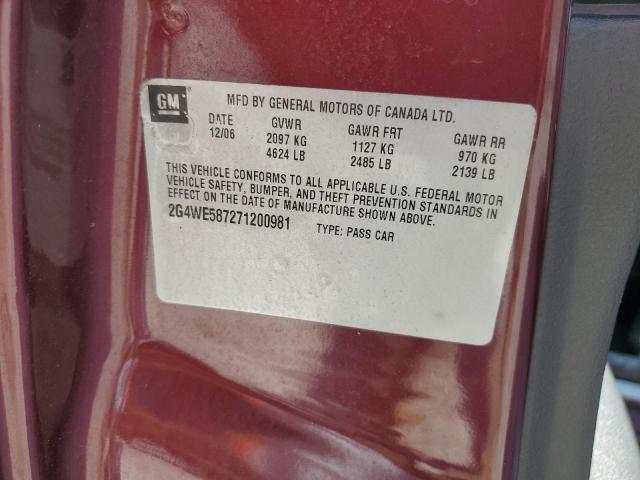 GM
MFD BY GENERAL MOTORS OF CANADA LTD.
DATE GVWR GAWR FRT GAWR RR
12/06 2097 KG 1127 KG 970 KG
4624 LB 2485 LB 2139 LB
THIS VEHICLE CONFORMS TO ALL APPLICABLE U.S. FEDERAL MOTOR
VEHICLE SAFETY, BUMPER, AND THEFT PREVENTION STANDARDS IN
EFFECT ON THE DATE OF MANUFACTURE SHOWN ABOVE.
2G4WE587271200981 TYPE: PASS CAR